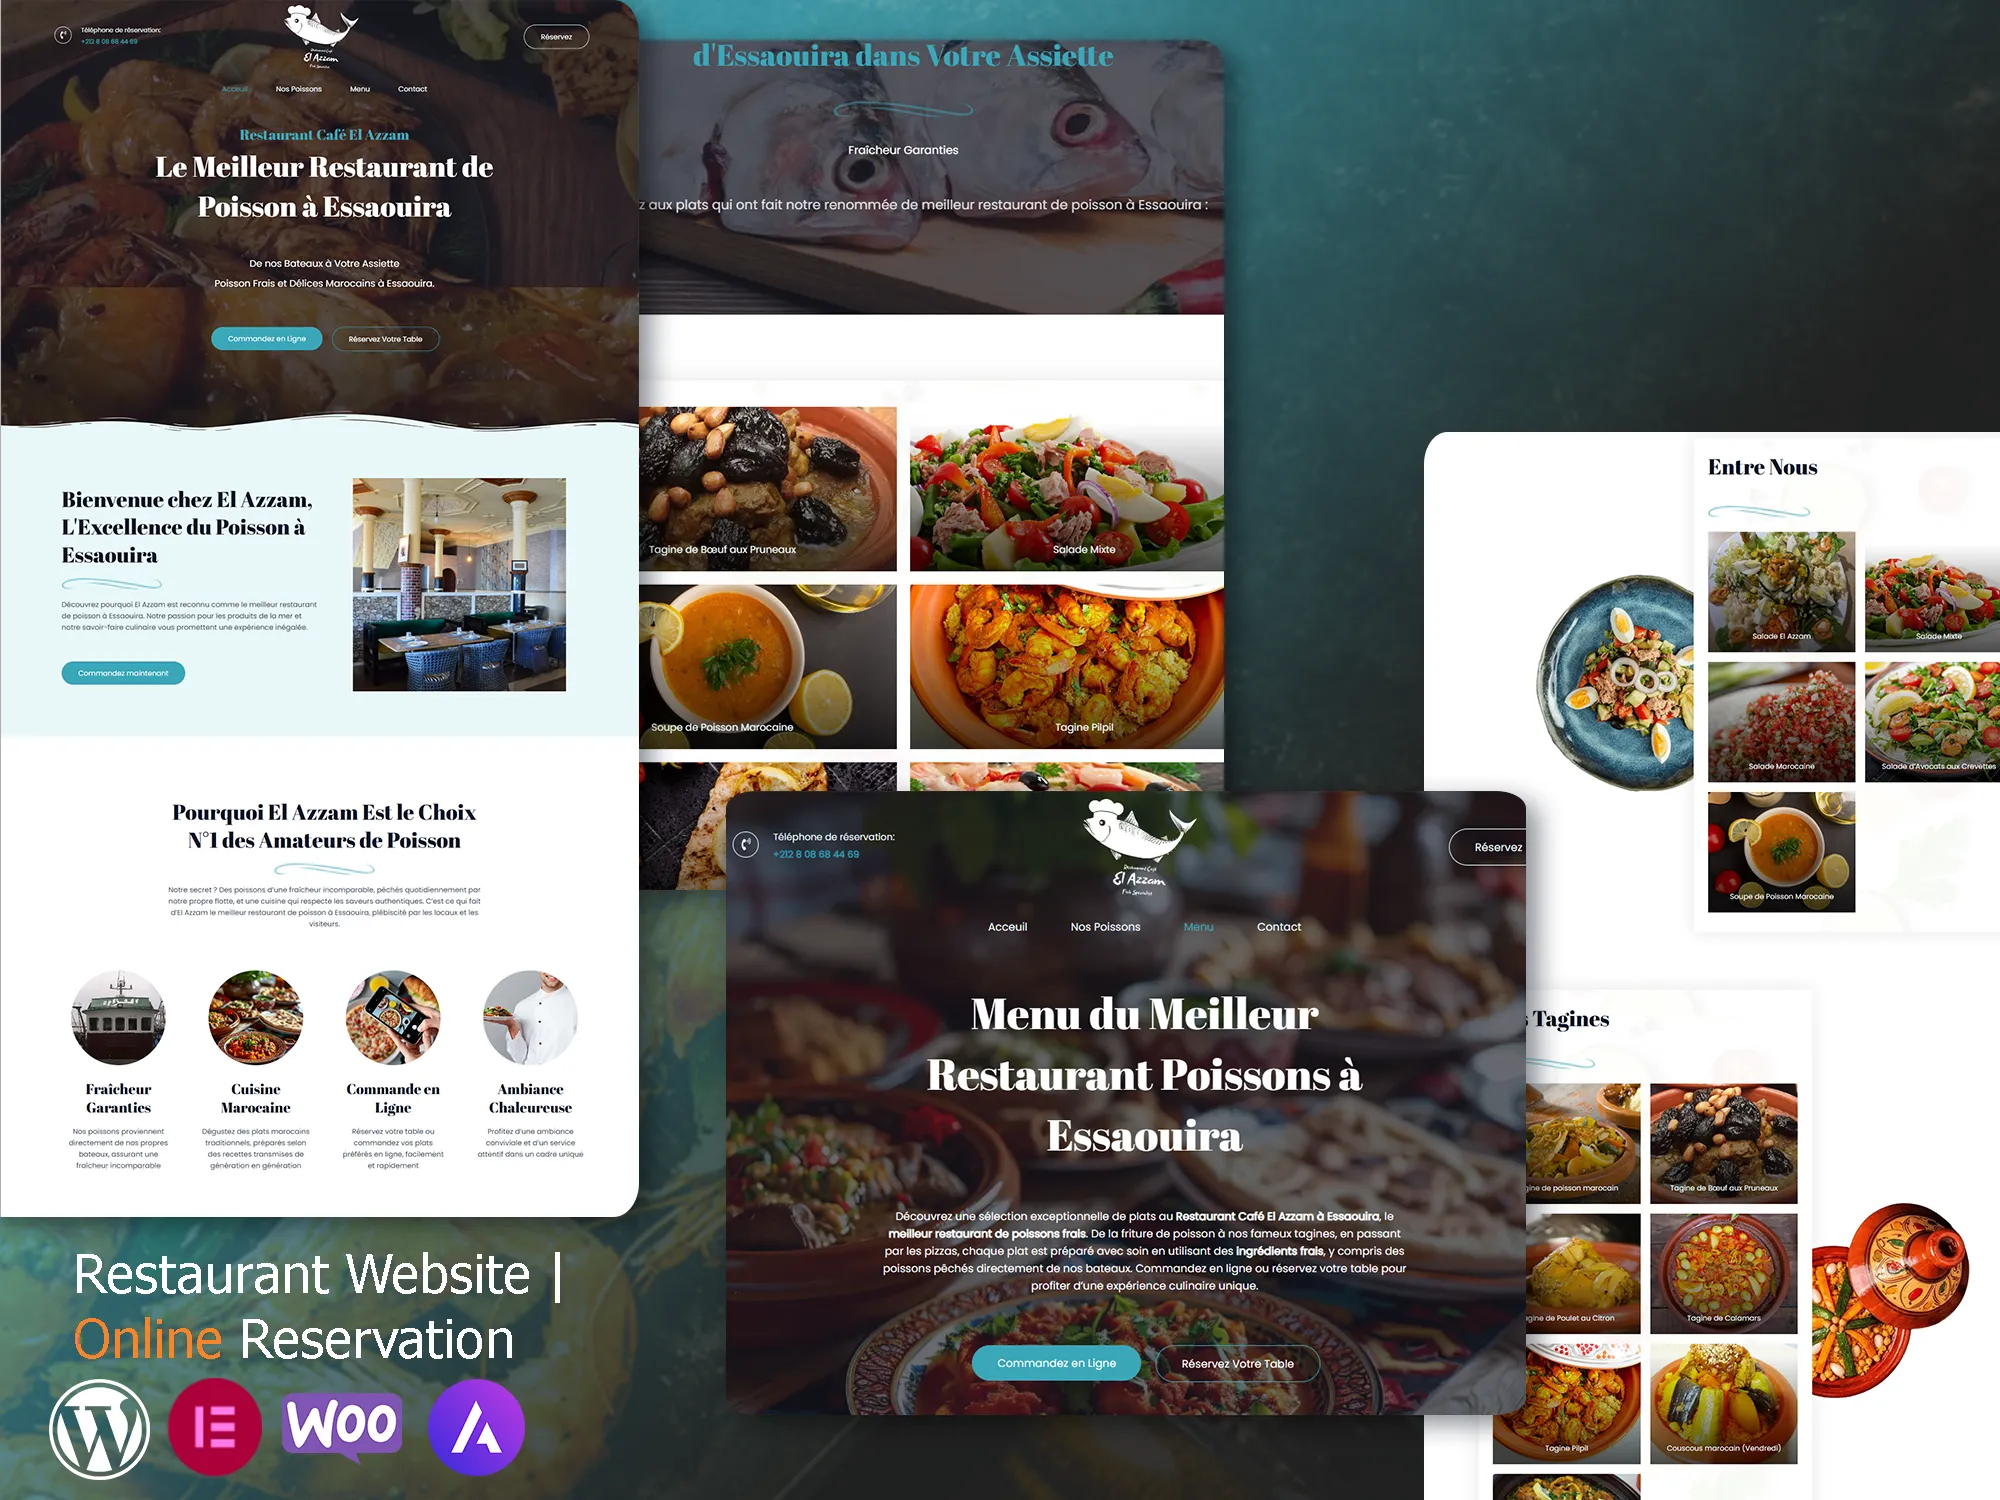 Téléphone de réservation:
+212 8 08 68 44 69
Restaurant Café
El Azzam
Fish Specialist
Réservez
Acceuil
Nos Poissons
Menu
Contact
Restaurant Café El Azzam
Le Meilleur Restaurant de
Poisson à Essaouira
De nos Bateaux à Votre Assiette
Poisson Frais et Délices Marocains à Essaouira.
Commandez en Ligne
Réservez Votre Table
Bienvenue chez El Azzam,
L'Excellence du Poisson à
Essaouira
Découvrez pourquoi El Azzam est reconnu comme le meilleur restaurant
de poisson à Essaouira. Notre passion pour les produits de la mer et
notre savoir-faire culinaire vous promettent une expérience inégalée.
Commandez maintenant
Pourquoi El Azzam Est le Choix
N°1 des Amateurs de Poisson
Notre secret ? Des poissons d'une fraîcheur incomparable, pêchés quotidiennement par
notre propre flotte, et une cuisine qui respecte les saveurs authentiques. C'est ce qui fait
d'El Azzam le meilleur restaurant de poisson à Essaouira, plébiscité par les locaux et les
visiteurs.
Fraîcheur
Garanties
Nos poissons proviennent
directement de nos propres
bateaux, assurant une
fraîcheur incomparable
Cuisine
Marocaine
Dégustez des plats marocains
traditionnels, préparés selon
des recettes transmises de
génération en génération
Commande en
Ligne
Réservez votre table ou
commandez vos plats
préférés en ligne, facilement
et rapidement
Ambiance
Chaleureuse
Profitez d'une ambiance
conviviale et d'un service
attentif dans un cadre unique
d'Essaouira dans Votre Assiette
Fraîcheur Garanties
z aux plats qui ont fait notre renommée de meilleur restaurant de poisson à Essaouira :
Tagine de Bœuf aux Pruneaux
Salade Mixte
Soupe de Poisson Marocaine
Tagine Pilpil
Téléphone de réservation:
+212 8 08 68 44 69
Restaurant Café
El Azzam
Fish Specialist
Réservez
Acceuil
Nos Poissons
Menu
Contact
Menu du Meilleur
Restaurant Poissons à
Essaouira
Découvrez une sélection exceptionnelle de plats au Restaurant Café El Azzam à Essaouira, le
meilleur restaurant de poissons frais. De la friture de poisson à nos fameux tagines, en passant
par les pizzas, chaque plat est préparé avec soin en utilisant des ingrédients frais, y compris des
poissons pêchés directement de nos bateaux. Commandez en ligne ou réservez votre table pour
profiter d'une expérience culinaire unique.
Commandez en Ligne
Réservez Votre Table
Entre Nous
Salade El Azzam
Salade Mixte
Salade Marocaine
Salade d'Avocats aux Crevettes
Soupe de Poisson Marocaine
s Tagines
gine de poisson marocain
Tagine de Bœuf aux Pruneaux
gine de Poulet au Citron
Tagine de Calamars
Tagine Pilpil
Couscous marocain (Vendredi)
Restaurant Website |
Online Reservation
WOO